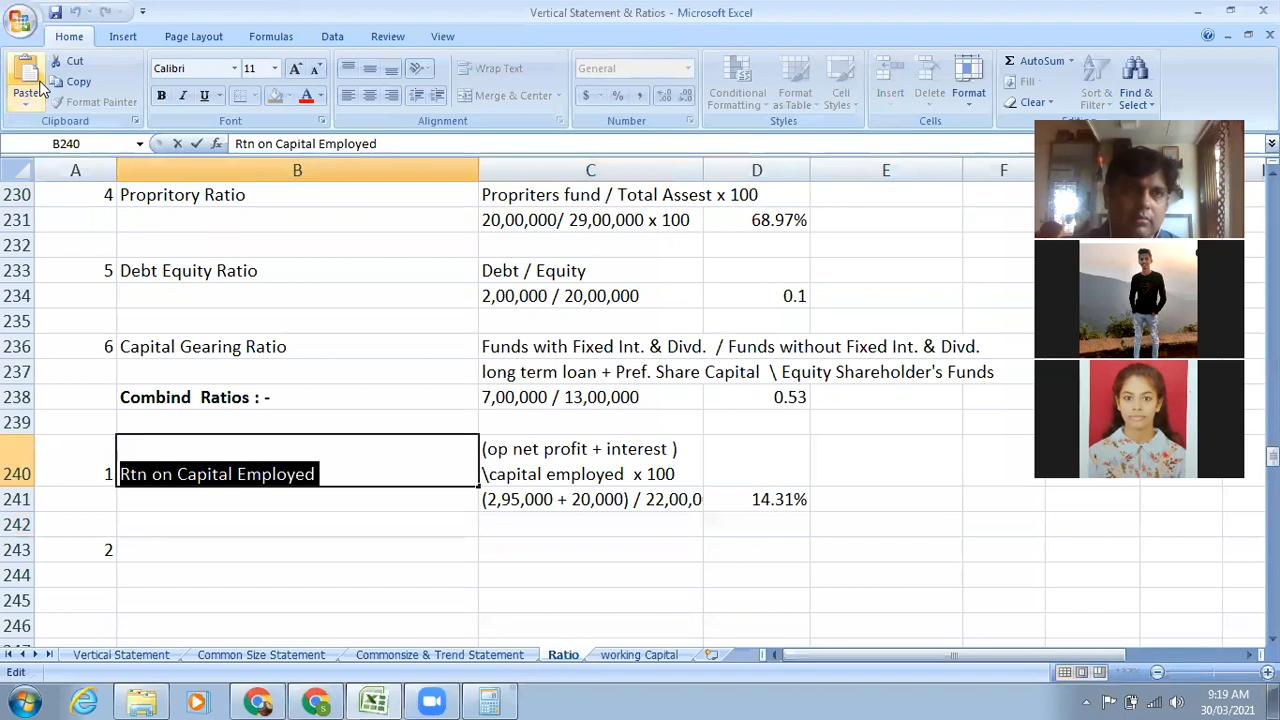 Vertical Statement & Ratios - Microsoft Excel
Home Insert Page Layout Formulas Data Review View
Paste
Cut
Copy
Format Painter
Clipboard
Calibri 11
B I U A
Font
Wrap Text
Merge & Center
Alignment
General
$ % ,
Number
Conditional Formatting
Format as Table
Cell Styles
Styles
Insert
Delete
Format
Cells
Σ AutoSum
Fill
Clear
Sort & Filter
Find & Select
B240 Rtn on Capital Employed
A B C D E F
230 4 Propritory Ratio Propriters fund / Total Assest x 100
231 20,00,000/ 29,00,000 x 100 68.97%
232
233 5 Debt Equity Ratio Debt / Equity
234 2,00,000 / 20,00,000 0.1
235
236 6 Capital Gearing Ratio Funds with Fixed Int. & Divd. / Funds without Fixed Int. & Divd.
237 long term loan + Pref. Share Capital \ Equity Shareholder's Funds
238 Combind Ratios : - 7,00,000 / 13,00,000 0.53
239
(op net profit + interest )
240 1 Rtn on Capital Employed \capital employed x 100
241 (2,95,000 + 20,000) / 22,00,0 14.31%
242
243 2
244
245
246
Vertical Statement Common Size Statement Commonsize & Trend Statement Ratio working Capital
Edit
9:19 AM
30/03/2021